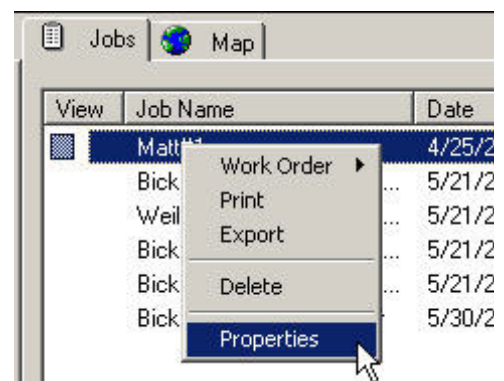 Jobs Map
View Job Name Date
Matt#1 4/25/2
Work Order
Bick ... 5/21/2
Print
Weil ... 5/21/2
Export
Bick ... 5/21/2
Bick ... 5/21/2
Delete
Bick 5/30/2
Properties